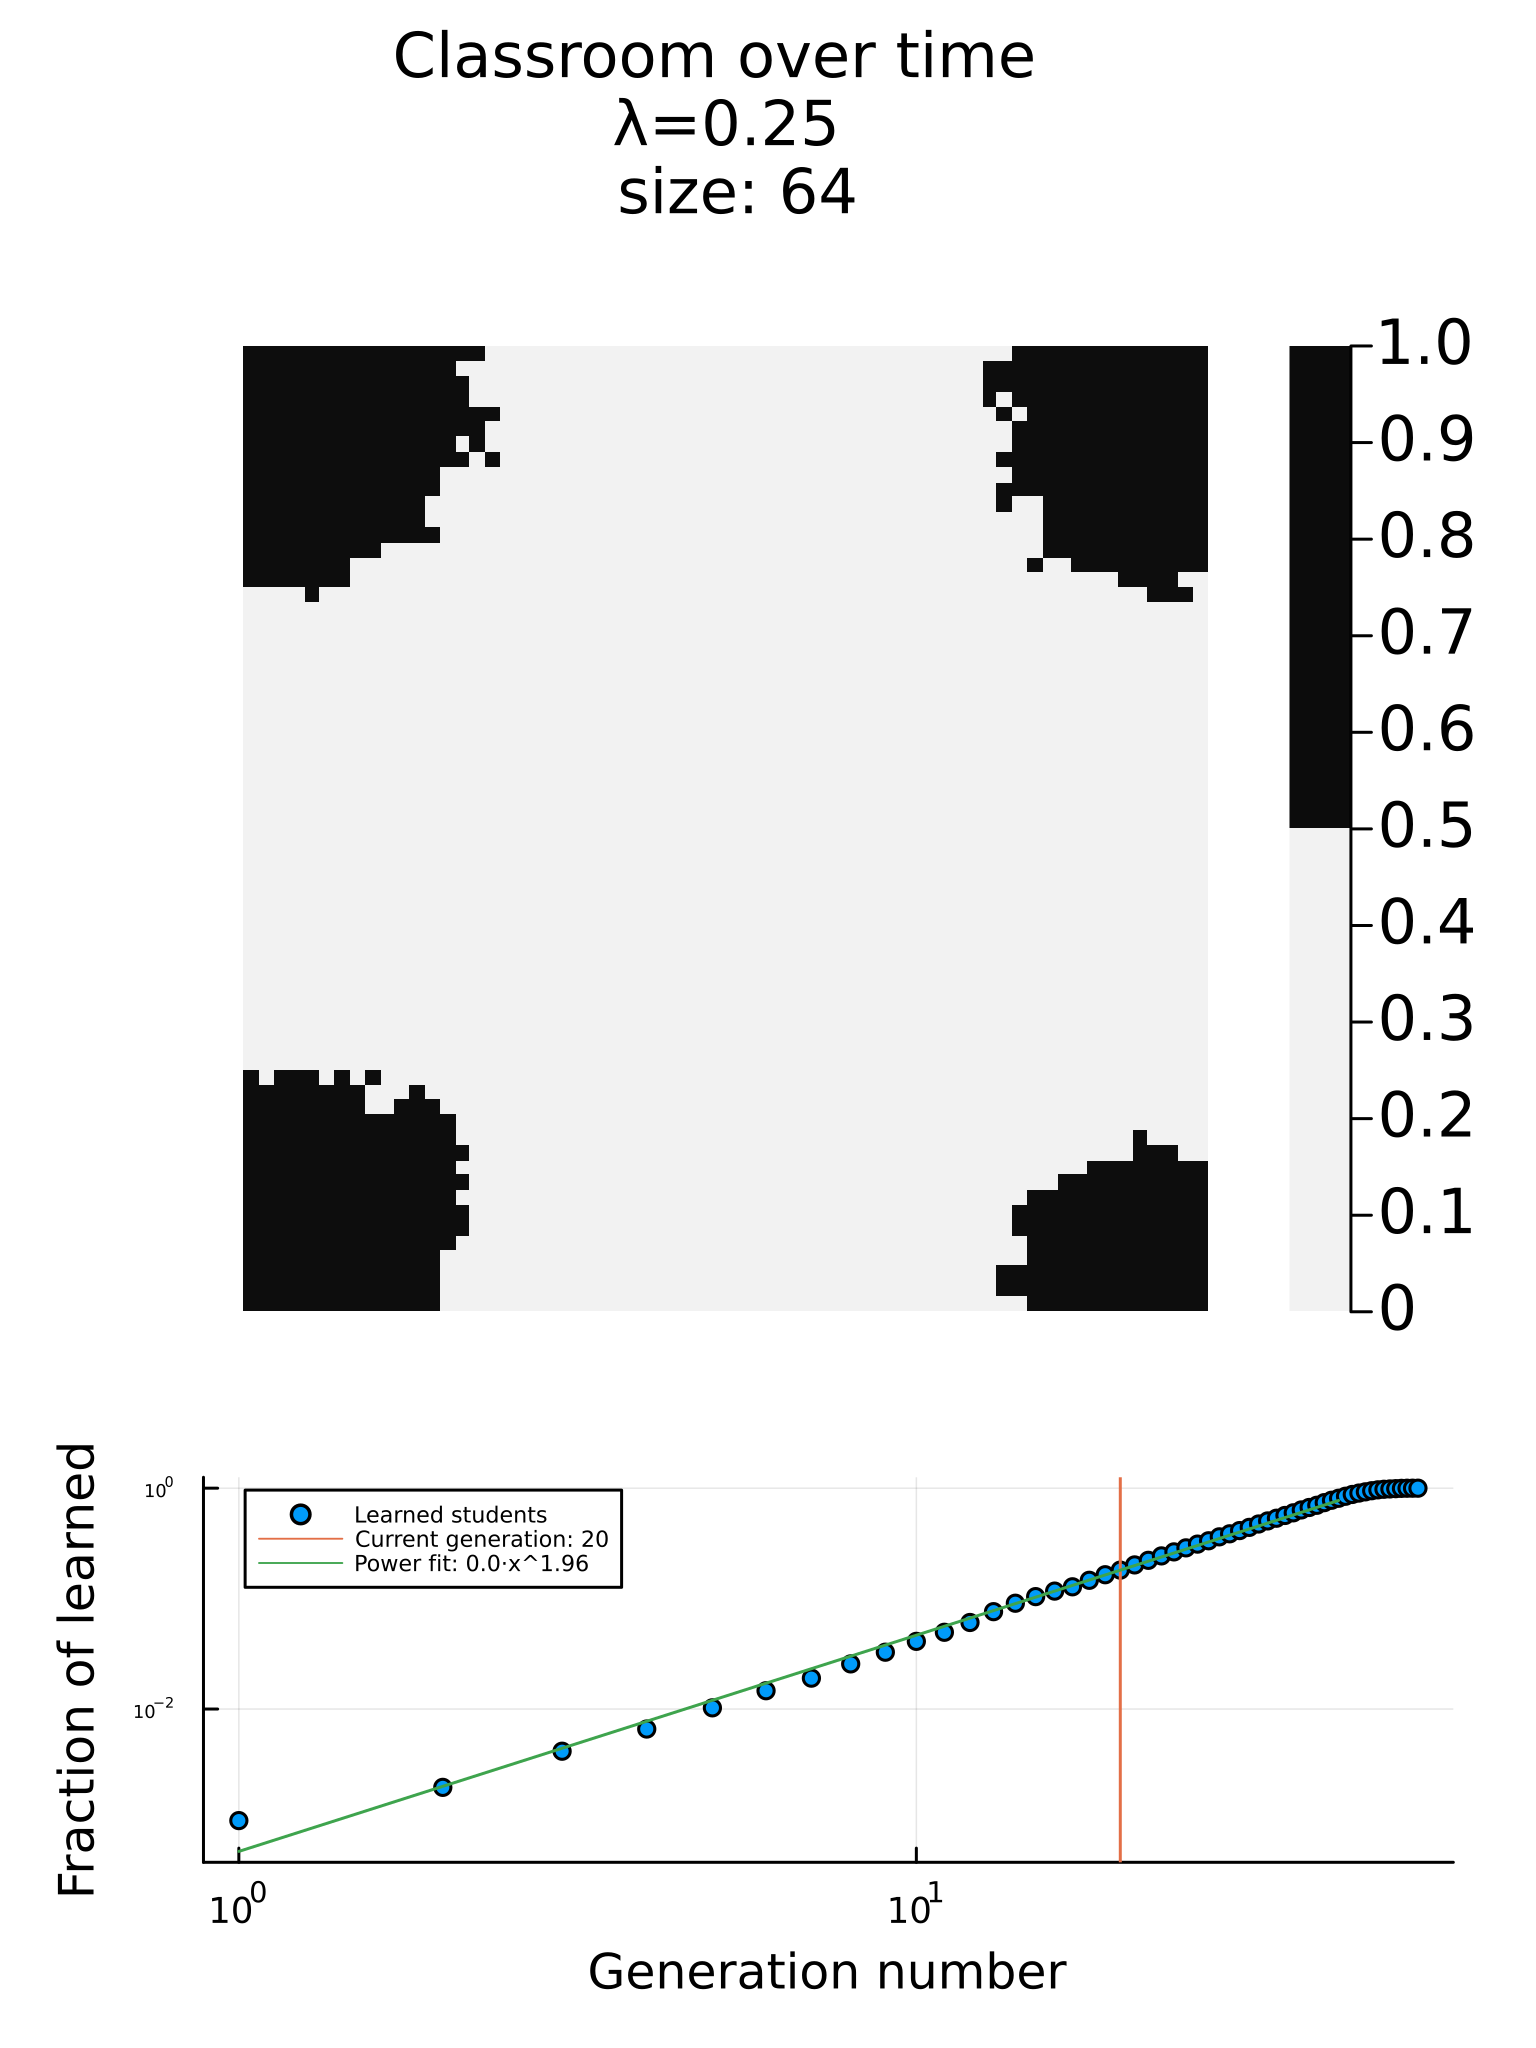 Classroom over time
λ=0.25
size: 64
1.0
0.9
0.8
0.7
0.6
0.5
0.4
0.3
0.2
0.1
0
Fraction of learned
10⁰
10⁻²
Learned students
Current generation: 20
Power fit: 0.0·x^1.96
10⁰
10¹
Generation number